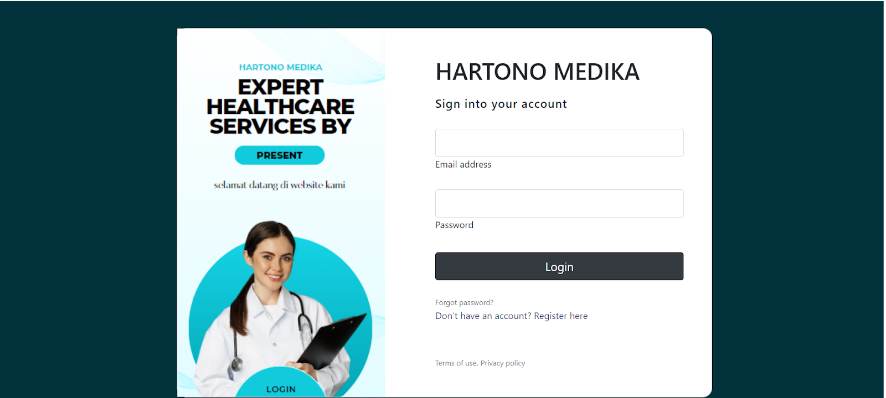 HARTONO MEDIKA
EXPERT
HEALTHCARE
SERVICES BY
PRESENT
selamat datang di website kami
LOGIN
HARTONO MEDIKA
Sign into your account
Email address
Password
Login
Forgot password?
Don't have an account? Register here
Terms of use. Privacy policy